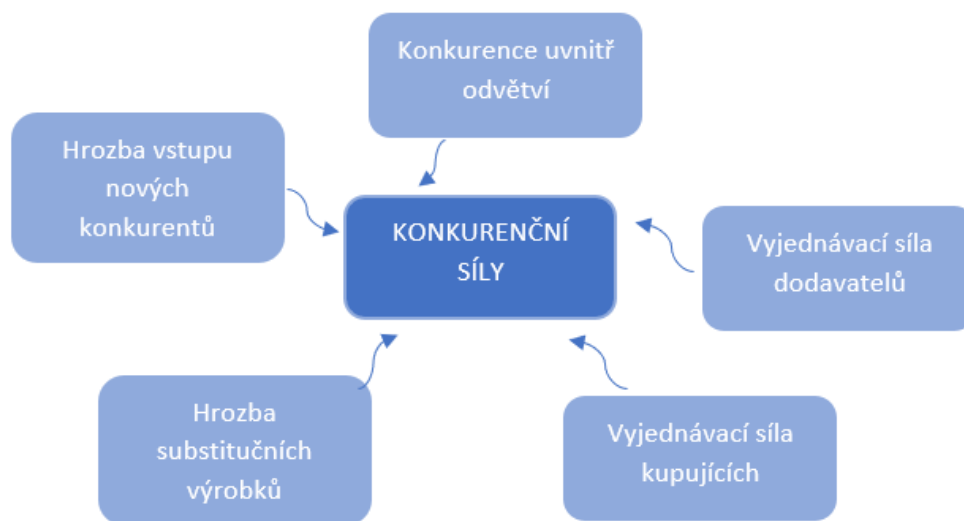 Konkurence uvnitř
odvětví
Hrozba vstupu
nových
konkurentů
KONKURENČNÍ
SÍLY
Vyjednávací síla
dodavatelů
Hrozba
substitučních
výrobků
Vyjednávací síla
kupujících